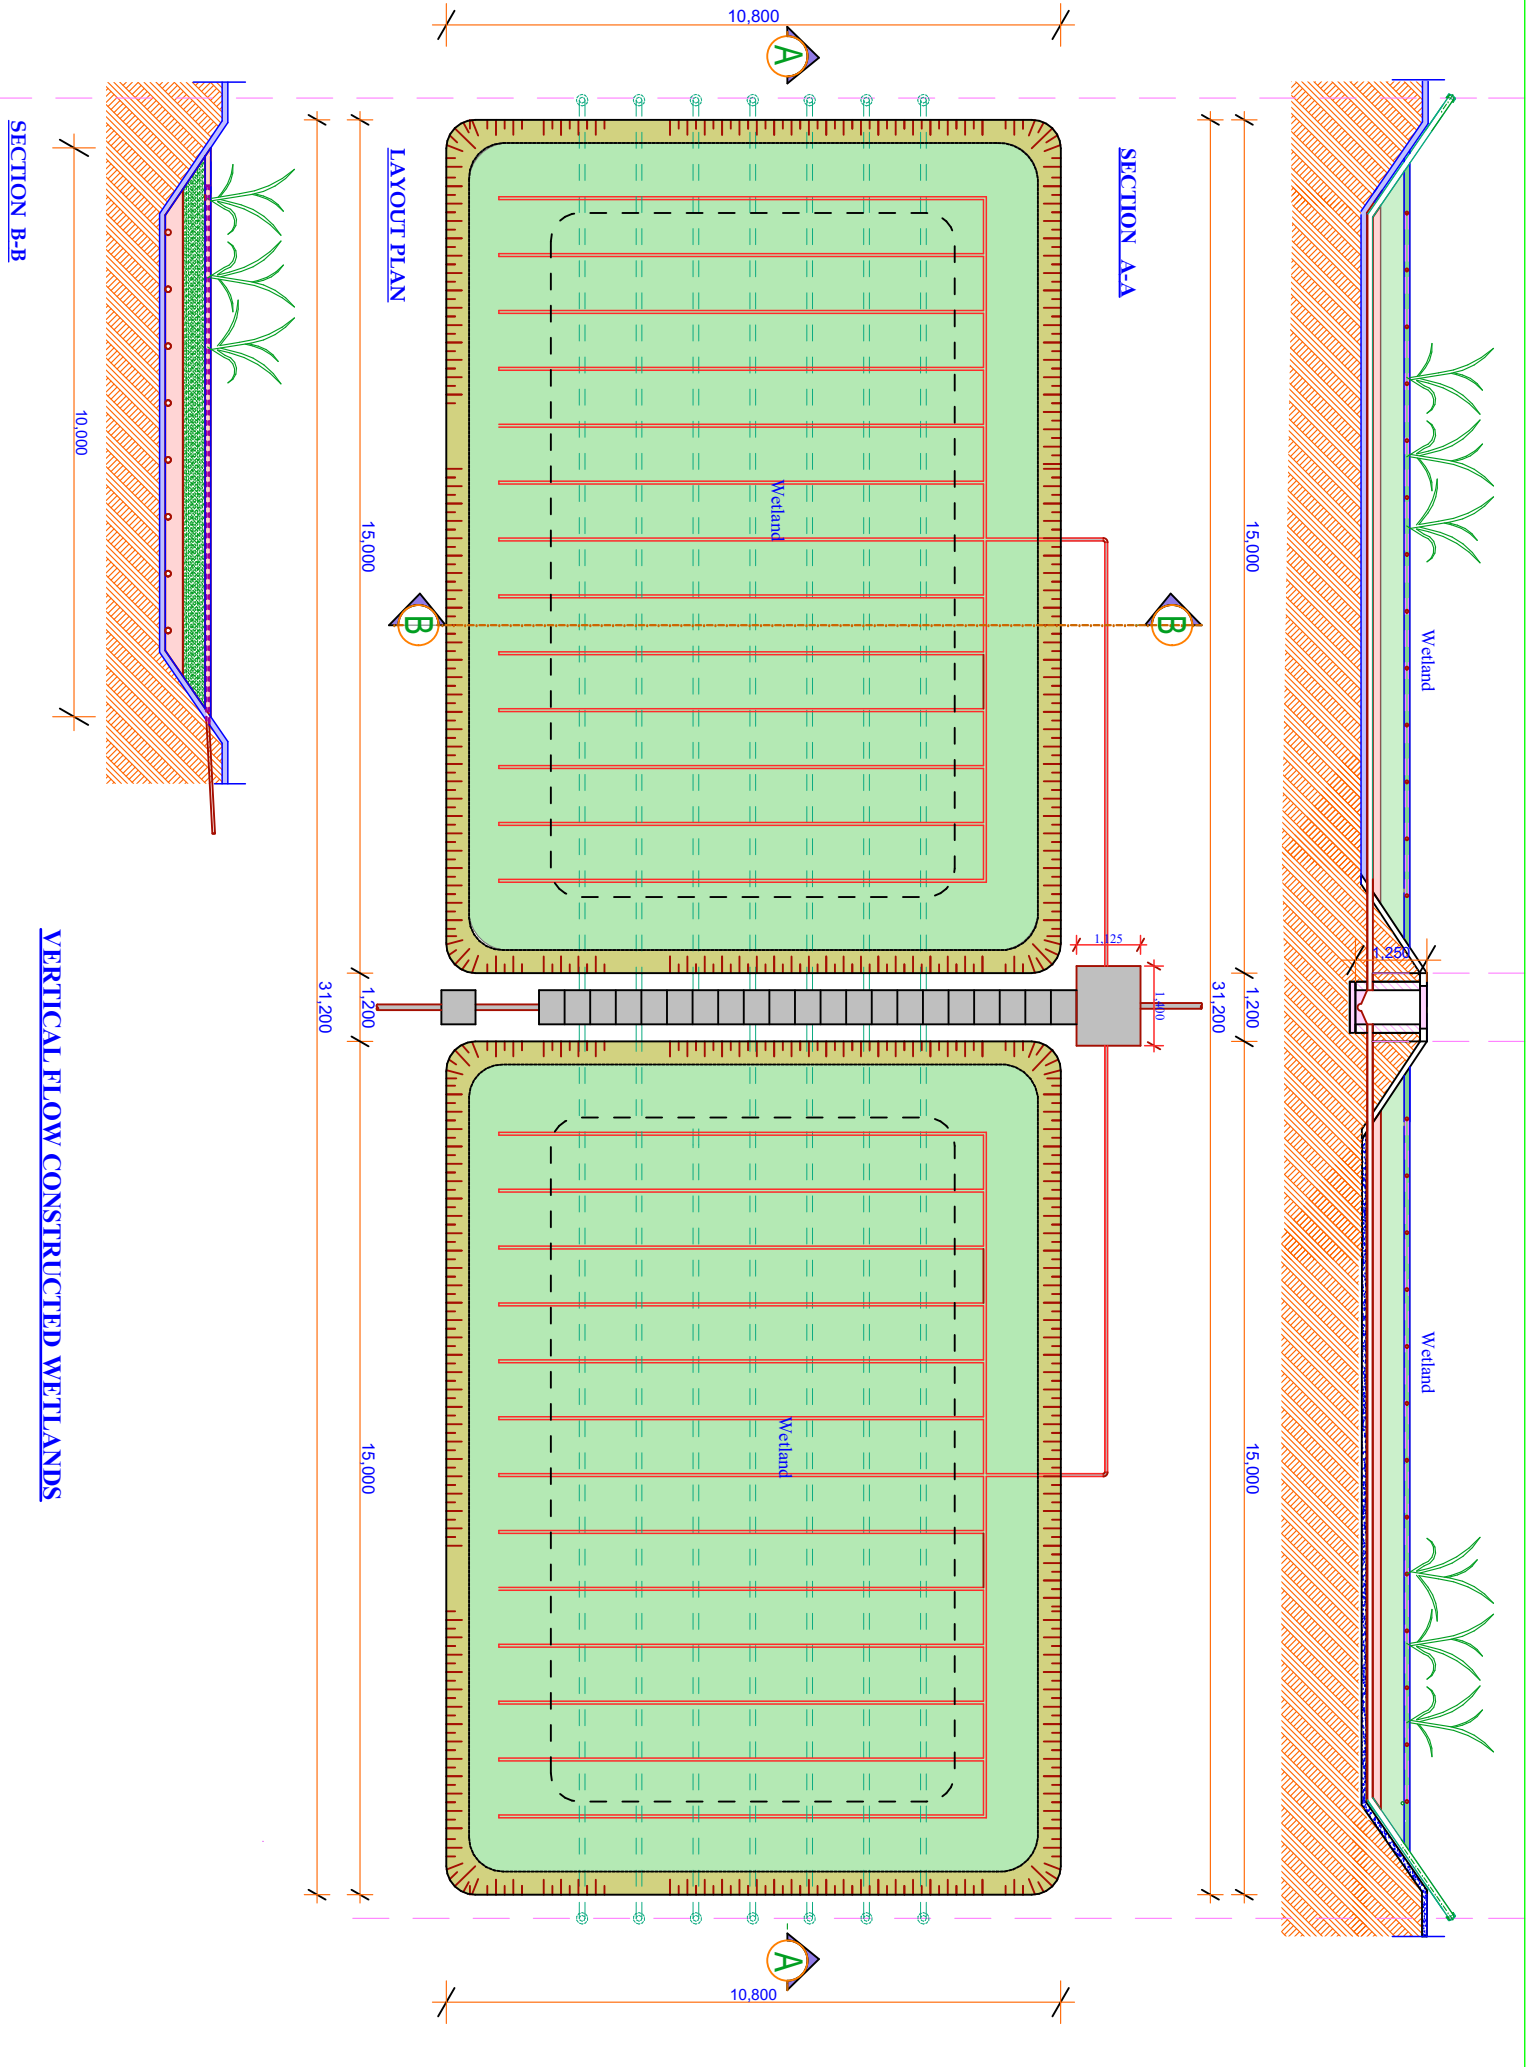 Wetland
Wetland
1,250
15,000
1,200
15,000
31,200
B
1,400
SECTION A-A
1,125
A
Wetland
Wetland
A
10,800
10,800
B
LAYOUT PLAN
15,000
1,200
15,000
31,200
10,000
VERTICAL FLOW CONSTRUCTED WETLANDS
SECTION B-B